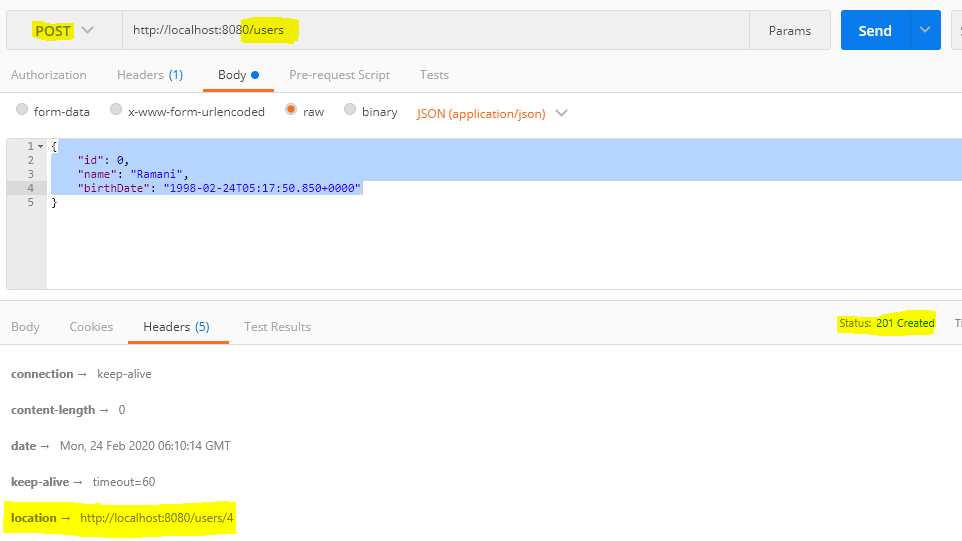 POST http://localhost:8080/users Params Send
Authorization Headers (1) Body Pre-request Script Tests
form-data x-www-form-urlencoded raw binary JSON (application/json)
1 {
2 "id": 0,
3 "name": "Ramani",
4 "birthDate": "1998-02-24T05:17:50.850+0000"
5 }
Body Cookies Headers (5) Test Results Status: 201 Created
connection → keep-alive
content-length → 0
date → Mon, 24 Feb 2020 06:10:14 GMT
keep-alive → timeout=60
location → http://localhost:8080/users/4